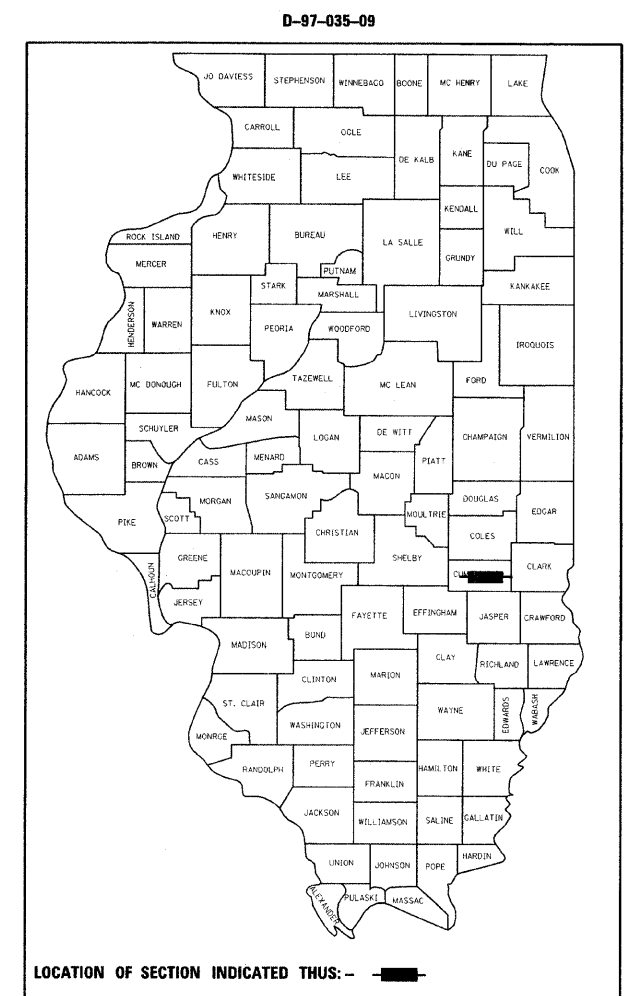 D-97-035-09
JO DAVIESS STEPHENSON WINNEBAGO BOONE MC HENRY LAKE
CARROLL OGLE
DE KALB KANE DU PAGE COOK
WHITESIDE LEE
KENDALL
ROCK ISLAND HENRY BUREAU LA SALLE WILL
GRUNDY
MERCER PUTNAM
STARK KANKAKEE
MARSHALL
HENDERSON WARREN KNOX PEORIA WOODFORD LIVINGSTON
IROQUOIS
HANCOCK MC DONOUGH FULTON TAZEWELL MC LEAN FORD
MASON
SCHUYLER LOGAN DE WITT CHAMPAIGN VERMILION
ADAMS BROWN CASS MENARD PIATT
MACON
MORGAN SANGAMON DOUGLAS
PIKE SCOTT MOULTRIE EDGAR
CHRISTIAN COLES
GREENE SHELBY
CALHOUN MACOUPIN MONTGOMERY CLARK
JERSEY FAYETTE EFFINGHAM JASPER CRAWFORD
MADISON BOND
CLAY RICHLAND LAWRENCE
CLINTON MARION
ST. CLAIR WAYNE EDWARDS WABASH
WASHINGTON JEFFERSON
MONROE
RANDOLPH PERRY HAMILTON WHITE
FRANKLIN
JACKSON WILLIAMSON SALINE GALLATIN
UNION JOHNSON POPE HARDIN
ALEXANDER PULASKI MASSAC
LOCATION OF SECTION INDICATED THUS: -